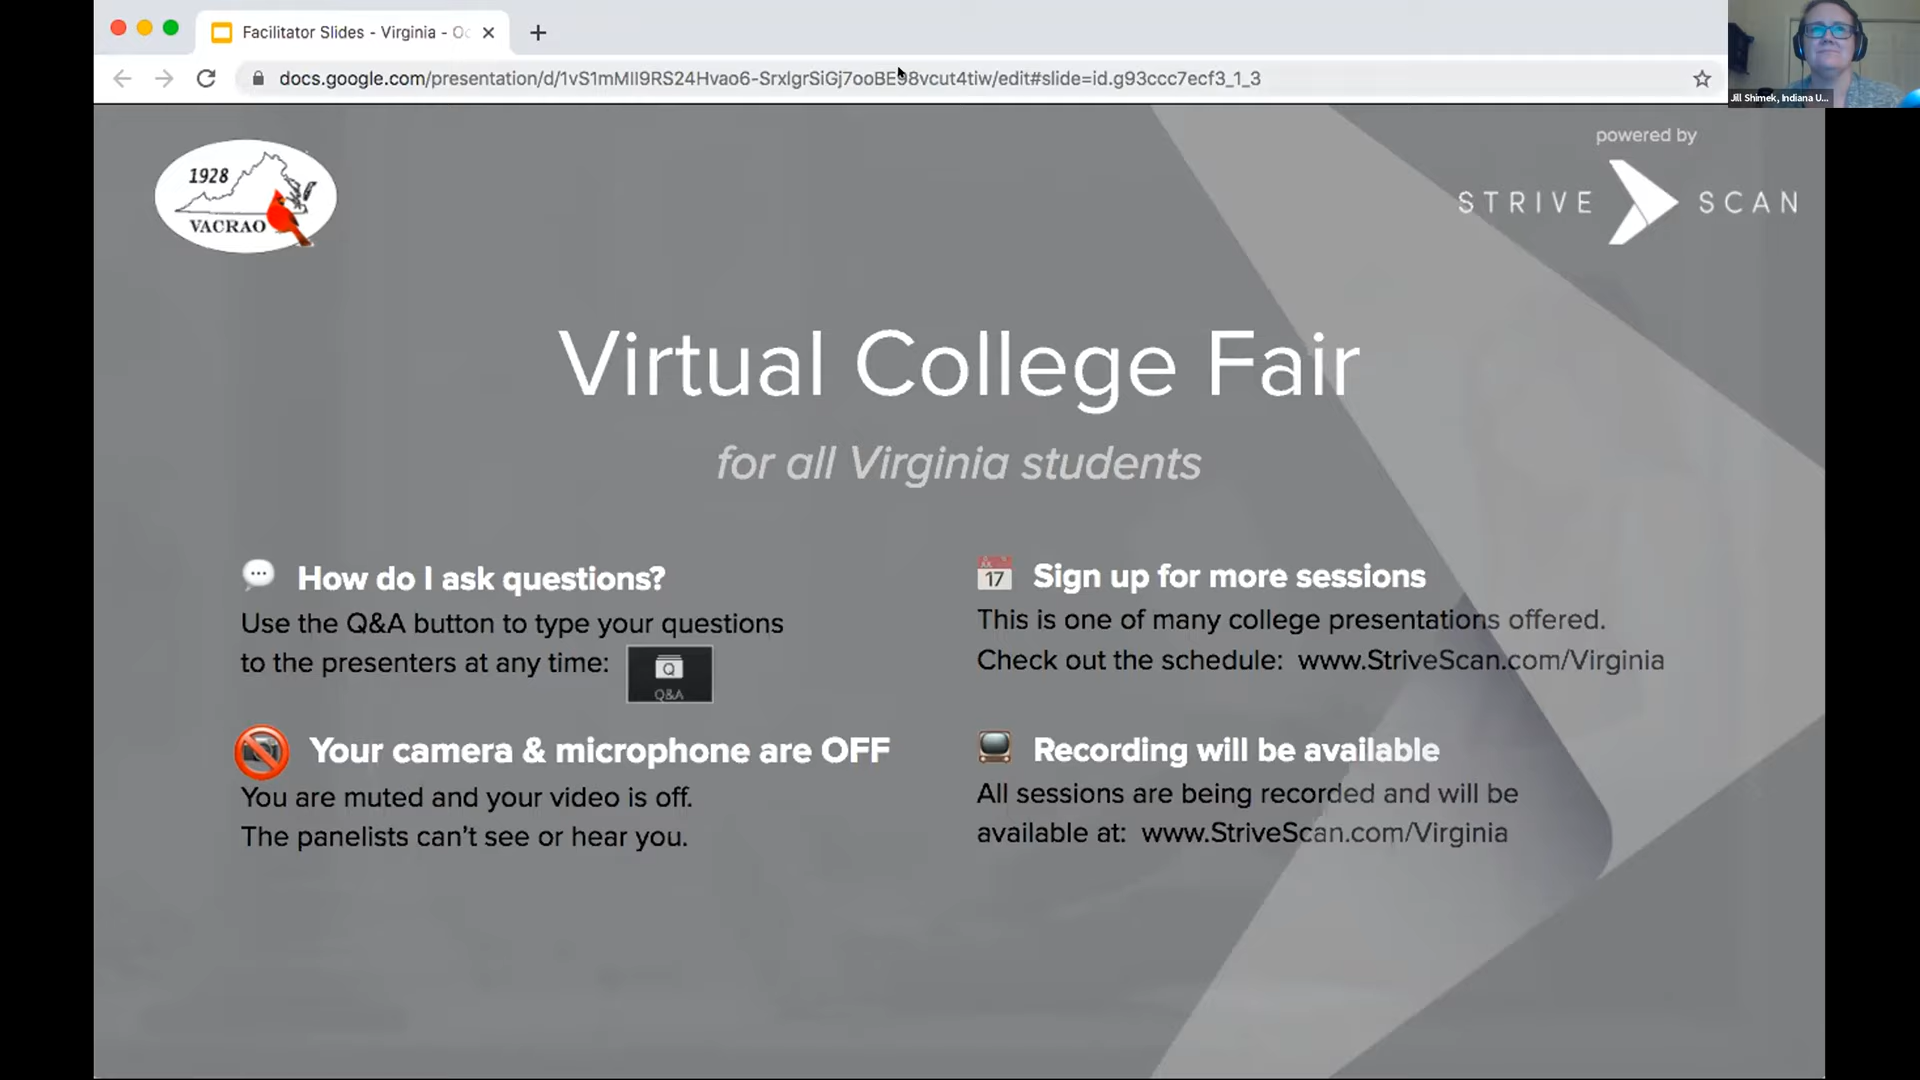 Facilitator Slides - Virginia - Oc
docs.google.com/presentation/d/1vS1mMlI9RS24Hvao6-SrxlgrSiGj7ooBE98vcut4tiw/edit#slide=id.g93ccc7ecf3_1_3
Jill Shimek, Indiana U...
1928
VACRAO
powered by
STRIVE SCAN
Virtual College Fair
for all Virginia students
How do I ask questions?
Use the Q&A button to type your questions
to the presenters at any time:
Q
Q&A
Your camera & microphone are OFF
You are muted and your video is off.
The panelists can't see or hear you.
17
Sign up for more sessions
This is one of many college presentations offered.
Check out the schedule: www.StriveScan.com/Virginia
Recording will be available
All sessions are being recorded and will be
available at: www.StriveScan.com/Virginia